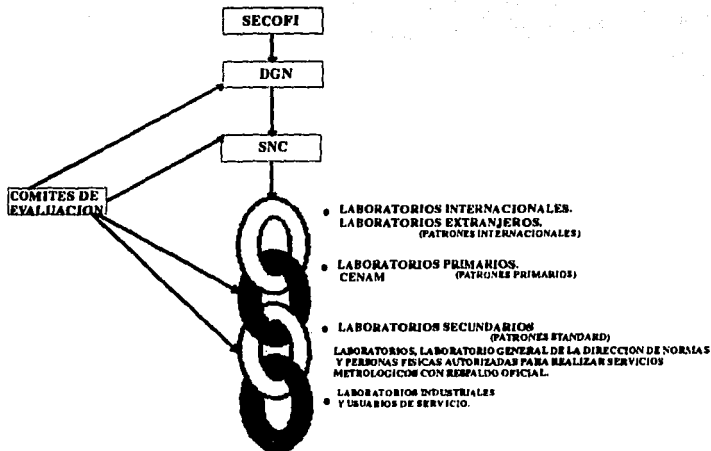 SECOFI
DGN
SNC
COMITES DE
EVALUACION
• LABORATORIOS INTERNACIONALES.
LABORATORIOS EXTRANJEROS.
(PATRONES INTERNACIONALES)
• LABORATORIOS PRIMARIOS.
CENAM (PATRONES PRIMARIOS)
• LABORATORIOS SECUNDARIOS
(PATRONES STANDARD)
LABORATORIOS, LABORATORIO GENERAL DE LA DIRECCION DE NORMAS
Y PERSONAS FISICAS AUTORIZADAS PARA REALIZAR SERVICIOS
METROLOGICOS CON RESPALDO OFICIAL.
• LABORATORIOS INDUSTRIALES
Y USUARIOS DE SERVICIO.